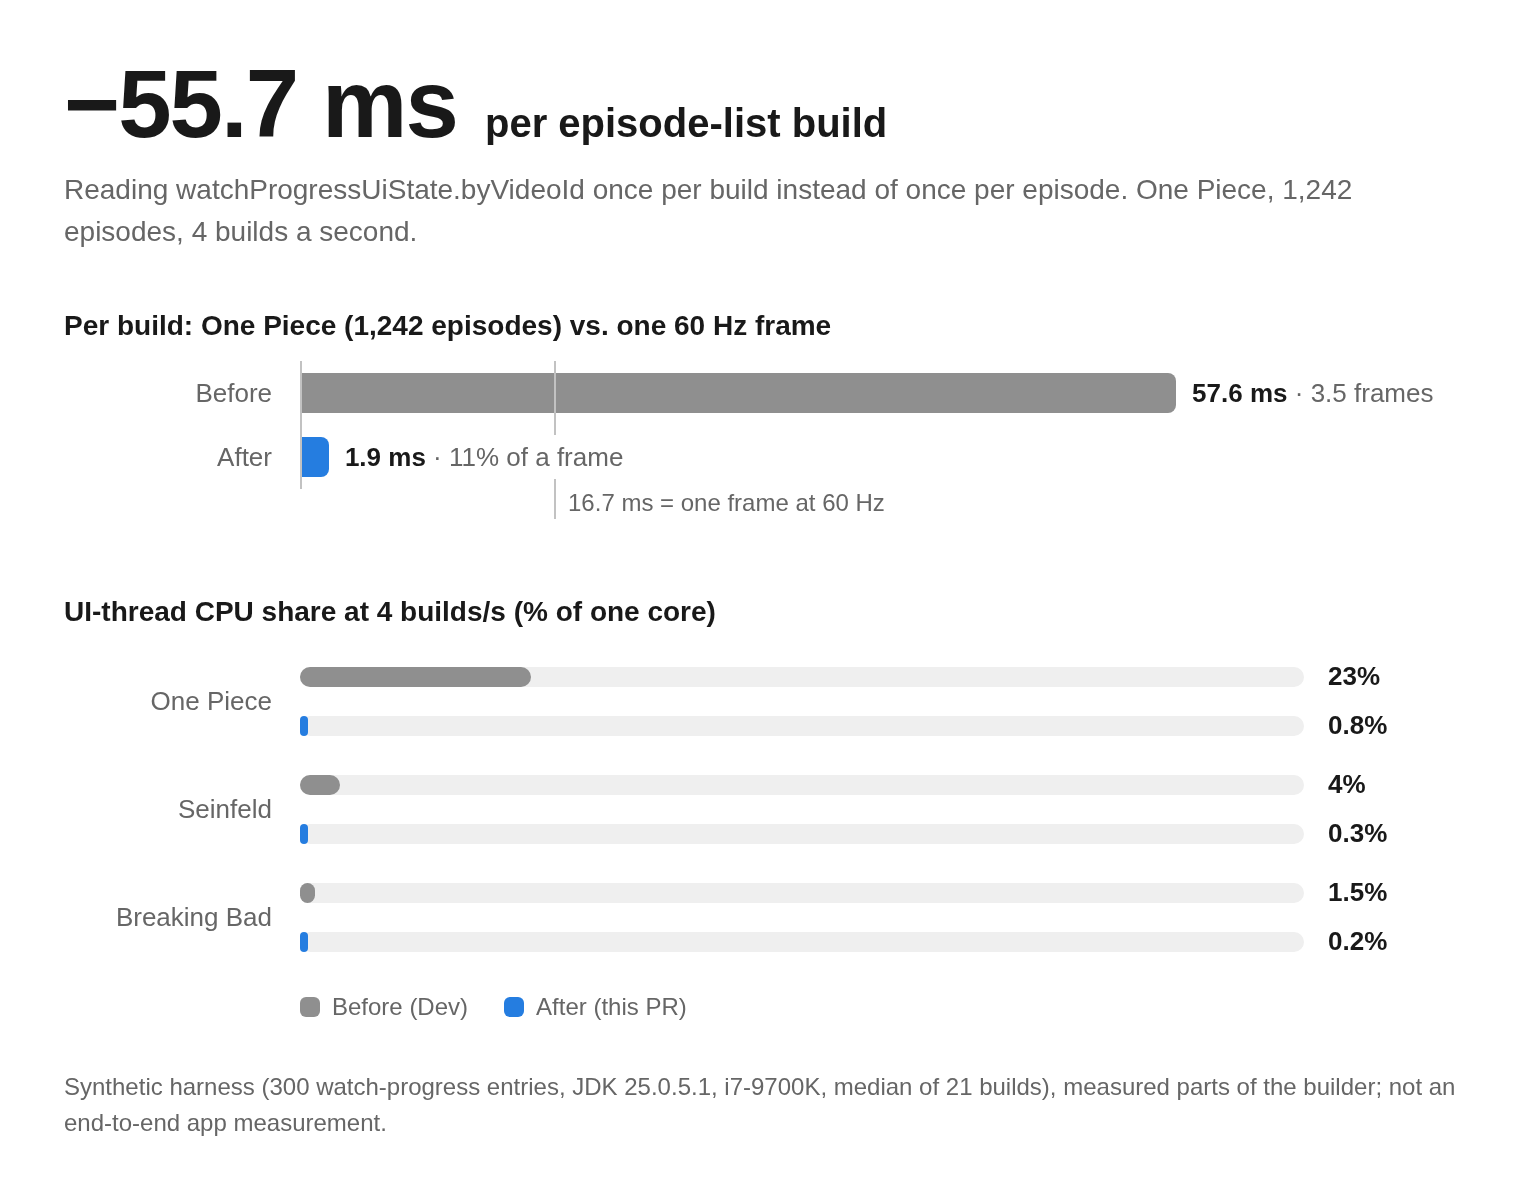 −55.7 ms per episode-list build
Reading watchProgressUiState.byVideoId once per build instead of once per episode. One Piece, 1,242
episodes, 4 builds a second.
Per build: One Piece (1,242 episodes) vs. one 60 Hz frame
Before 57.6 ms · 3.5 frames
After 1.9 ms · 11% of a frame
16.7 ms = one frame at 60 Hz
UI-thread CPU share at 4 builds/s (% of one core)
One Piece 23%
0.8%
Seinfeld 4%
0.3%
Breaking Bad 1.5%
0.2%
Before (Dev) After (this PR)
Synthetic harness (300 watch-progress entries, JDK 25.0.5.1, i7-9700K, median of 21 builds), measured parts of the builder; not an
end-to-end app measurement.